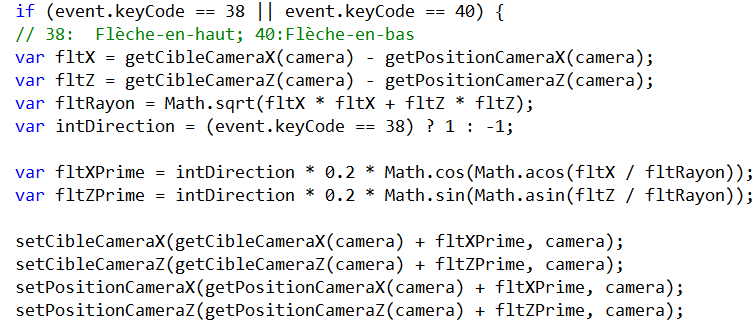 if (event.keyCode == 38 || event.keyCode == 40) {
// 38:  Flèche-en-haut; 40:Flèche-en-bas
var fltX = getCibleCameraX(camera) - getPositionCameraX(camera);
var fltZ = getCibleCameraZ(camera) - getPositionCameraZ(camera);
var fltRayon = Math.sqrt(fltX * fltX + fltZ * fltZ);
var intDirection = (event.keyCode == 38) ? 1 : -1;

var fltXPrime = intDirection * 0.2 * Math.cos(Math.acos(fltX / fltRayon));
var fltZPrime = intDirection * 0.2 * Math.sin(Math.asin(fltZ / fltRayon));

setCibleCameraX(getCibleCameraX(camera) + fltXPrime, camera);
setCibleCameraZ(getCibleCameraZ(camera) + fltZPrime, camera);
setPositionCameraX(getPositionCameraX(camera) + fltXPrime, camera);
setPositionCameraZ(getPositionCameraZ(camera) + fltZPrime, camera);